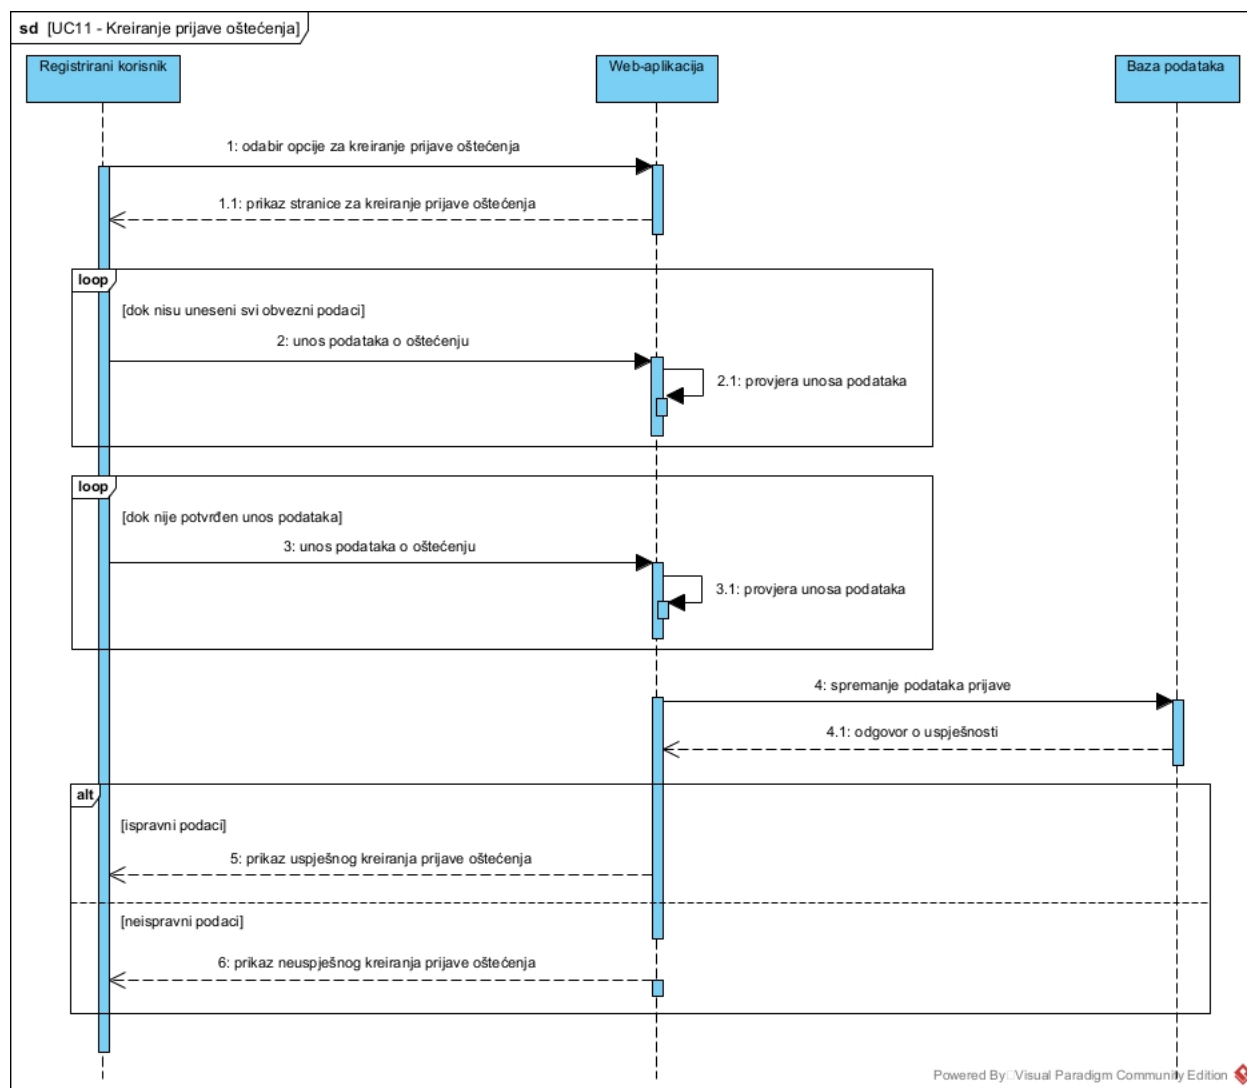 sd [UC11 - Kreiranje prijave oštećenja]
Registrirani korisnik
Web-aplikacija
Baza podataka
1: odabir opcije za kreiranje prijave oštećenja
1.1: prikaz stranice za kreiranje prijave oštećenja
loop
[dok nisu uneseni svi obvezni podaci]
2: unos podataka o oštećenju
2.1: provjera unosa podataka
loop
[dok nije potvrđen unos podataka]
3: unos podataka o oštećenju
3.1: provjera unosa podataka
4: spremanje podataka prijave
4.1: odgovor o uspješnosti
alt
[ispravni podaci]
5: prikaz uspješnog kreiranja prijave oštećenja
[neispravni podaci]
6: prikaz neuspješnog kreiranja prijave oštećenja
Powered By Visual Paradigm Community Edition